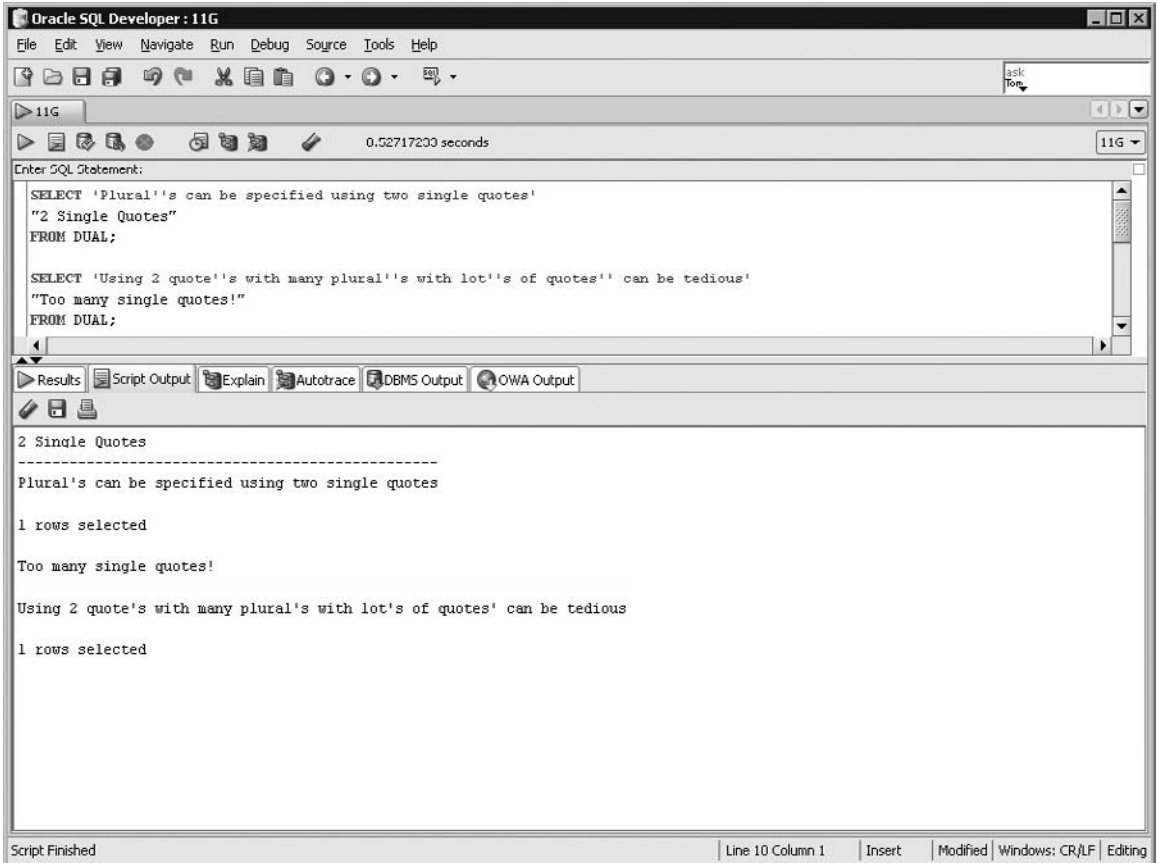 Oracle SQL Developer : 11G
File Edit View Navigate Run Debug Source Tools Help
SQL
ask
Tom
11G
0.52717233 seconds
11G
Enter SQL Statement:
SELECT 'Plural''s can be specified using two single quotes'
"2 Single Quotes"
FROM DUAL;
SELECT 'Using 2 quote''s with many plural''s with lot''s of quotes'' can be tedious'
"Too many single quotes!"
FROM DUAL;
Results Script Output Explain Autotrace DBMS Output OWA Output
2 Single Quotes
-------------------------------------------------
Plural's can be specified using two single quotes
1 rows selected
Too many single quotes!
Using 2 quote's with many plural's with lot's of quotes' can be tedious
1 rows selected
Script Finished
Line 10 Column 1 Insert Modified Windows: CR/LF Editing